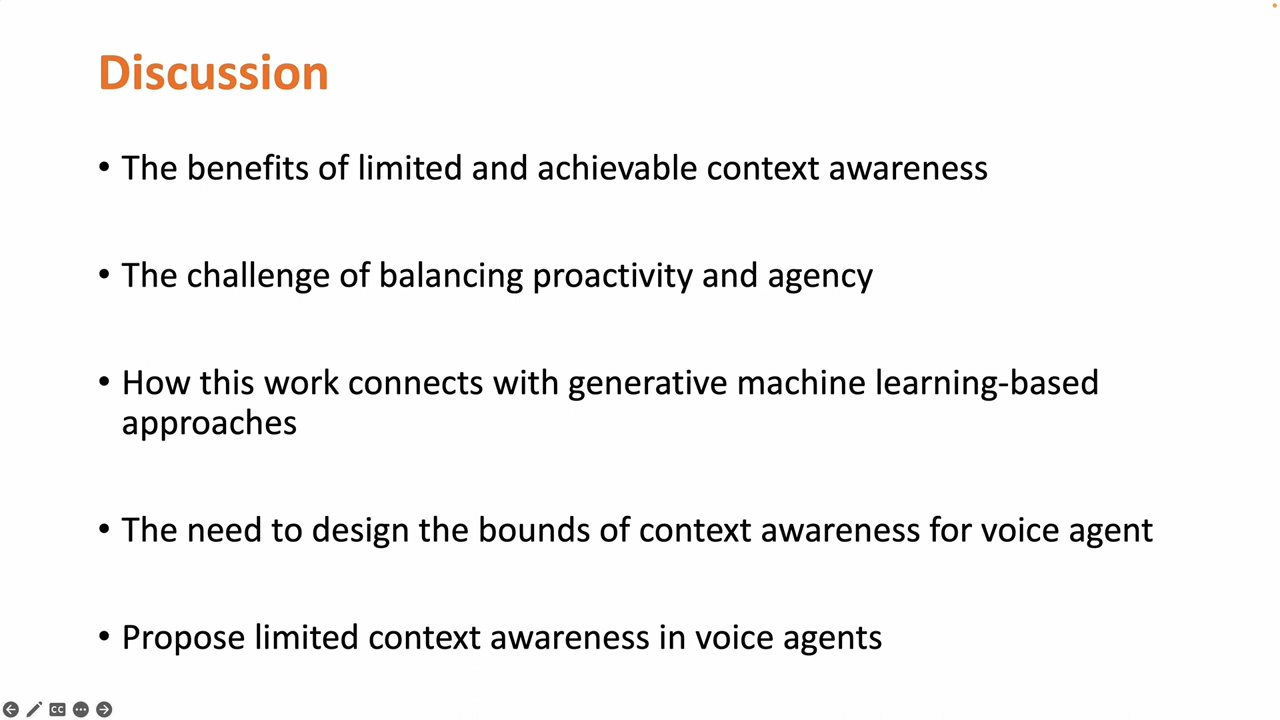 Discussion
• The benefits of limited and achievable context awareness
• The challenge of balancing proactivity and agency
• How this work connects with generative machine learning-based
approaches
• The need to design the bounds of context awareness for voice agent
• Propose limited context awareness in voice agents
CC